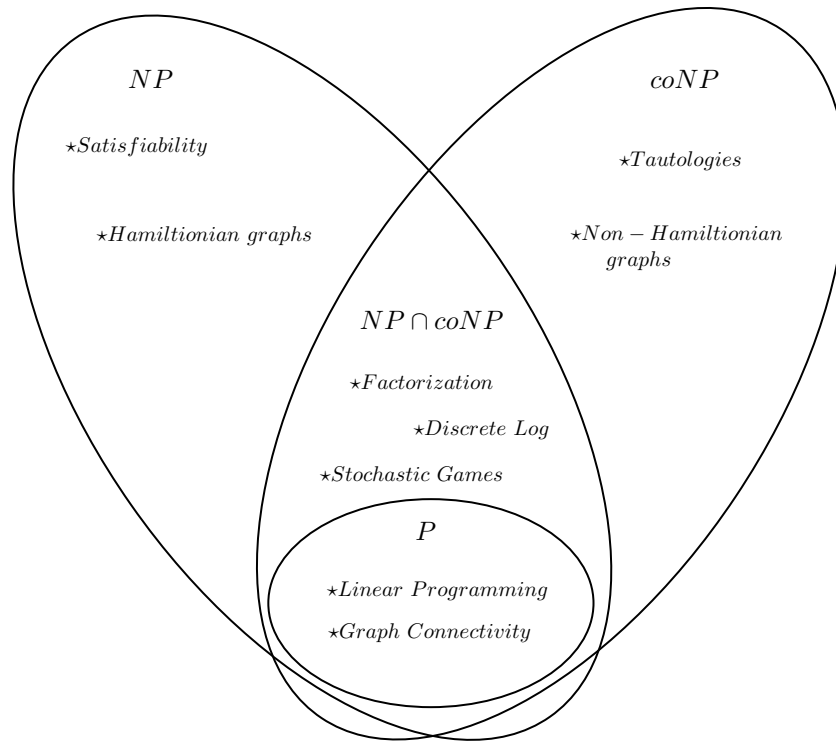 NP
coNP
⋆Satisfiability
⋆Tautologies
⋆Hamiltionian graphs
⋆Non − Hamiltionian
graphs
NP ∩ coNP
⋆Factorization
⋆Discrete Log
⋆Stochastic Games
P
⋆Linear Programming
⋆Graph Connectivity